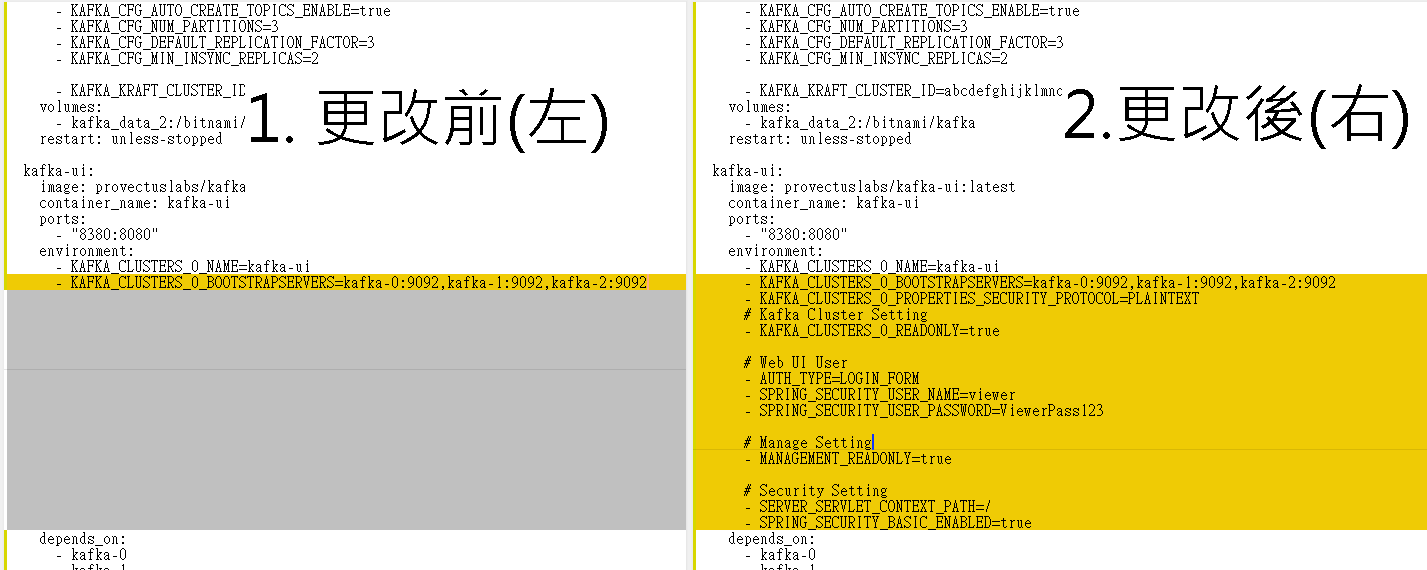 - KAFKA_CFG_AUTO_CREATE_TOPICS_ENABLE=true
- KAFKA_CFG_NUM_PARTITIONS=3
- KAFKA_CFG_DEFAULT_REPLICATION_FACTOR=3
- KAFKA_CFG_MIN_INSYNC_REPLICAS=2
- KAFKA_KRAFT_CLUSTER_ID
volumes:
- kafka_data_2:/bitnami/
restart: unless-stopped
1. 更改前(左)
kafka-ui:
image: provectuslabs/kafka
container_name: kafka-ui
ports:
- "8380:8080"
environment:
- KAFKA_CLUSTERS_0_NAME=kafka-ui
- KAFKA_CLUSTERS_0_BOOTSTRAPSERVERS=kafka-0:9092,kafka-1:9092,kafka-2:9092
depends_on:
- kafka-0
- KAFKA_CFG_AUTO_CREATE_TOPICS_ENABLE=true
- KAFKA_CFG_NUM_PARTITIONS=3
- KAFKA_CFG_DEFAULT_REPLICATION_FACTOR=3
- KAFKA_CFG_MIN_INSYNC_REPLICAS=2
- KAFKA_KRAFT_CLUSTER_ID=abcdefghijklmnc
volumes:
- kafka_data_2:/bitnami/kafka
restart: unless-stopped
2.更改後(右)
kafka-ui:
image: provectuslabs/kafka-ui:latest
container_name: kafka-ui
ports:
- "8380:8080"
environment:
- KAFKA_CLUSTERS_0_NAME=kafka-ui
- KAFKA_CLUSTERS_0_BOOTSTRAPSERVERS=kafka-0:9092,kafka-1:9092,kafka-2:9092
- KAFKA_CLUSTERS_0_PROPERTIES_SECURITY_PROTOCOL=PLAINTEXT
# Kafka Cluster Setting
- KAFKA_CLUSTERS_0_READONLY=true
# Web UI User
- AUTH_TYPE=LOGIN_FORM
- SPRING_SECURITY_USER_NAME=viewer
- SPRING_SECURITY_USER_PASSWORD=ViewerPass123
# Manage Setting
- MANAGEMENT_READONLY=true
# Security Setting
- SERVER_SERVLET_CONTEXT_PATH=/
- SPRING_SECURITY_BASIC_ENABLED=true
depends_on:
- kafka-0